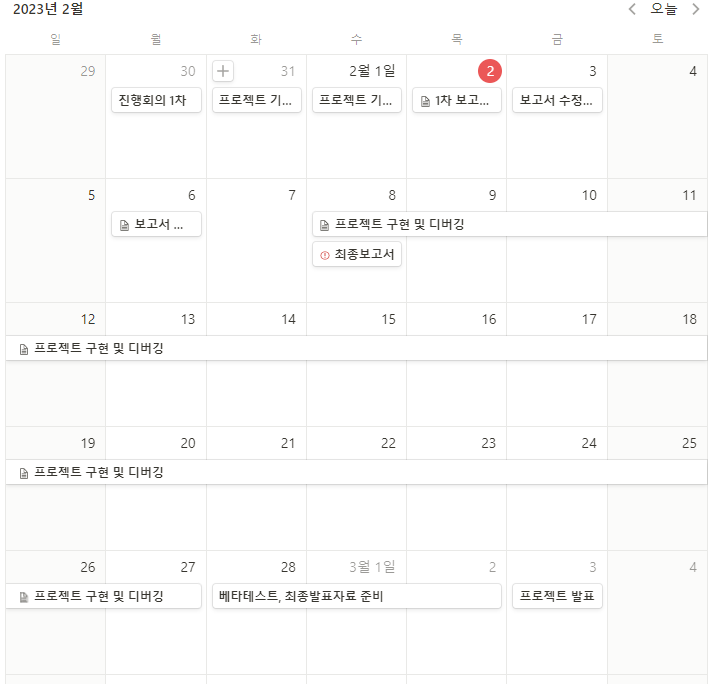 2023년 2월
오늘
일 월 화 수 목 금 토
29 30 31 2월 1일 2 3 4
진행회의 1차 프로젝트 기... 프로젝트 기... 1차 보고... 보고서 수정...
5 6 7 8 9 10 11
보고서 ... 프로젝트 구현 및 디버깅
최종보고서
12 13 14 15 16 17 18
프로젝트 구현 및 디버깅
19 20 21 22 23 24 25
프로젝트 구현 및 디버깅
26 27 28 3월 1일 2 3 4
프로젝트 구현 및 디버깅 베타테스트, 최종발표자료 준비 프로젝트 발표